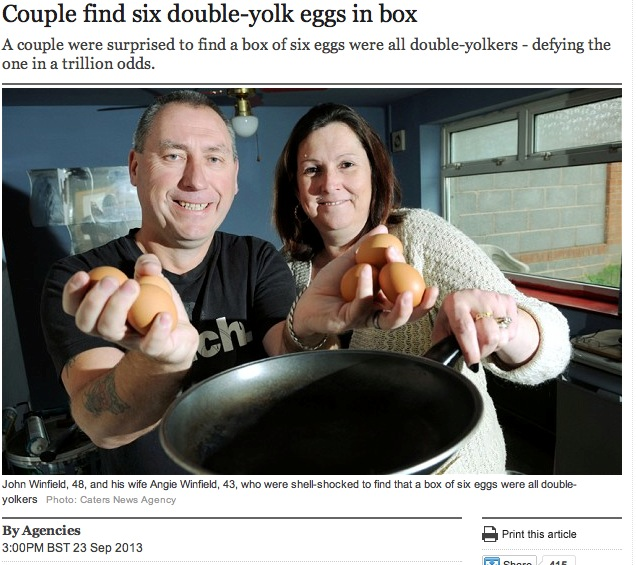 Couple find six double-yolk eggs in box
A couple were surprised to find a box of six eggs were all double-yolkers - defying the
one in a trillion odds.
ch.
John Winfield, 48, and his wife Angie Winfield, 43, who were shell-shocked to find that a box of six eggs were all double-
yolkers Photo: Caters News Agency
By Agencies
3:00PM BST 23 Sep 2013
Print this article
Share 415